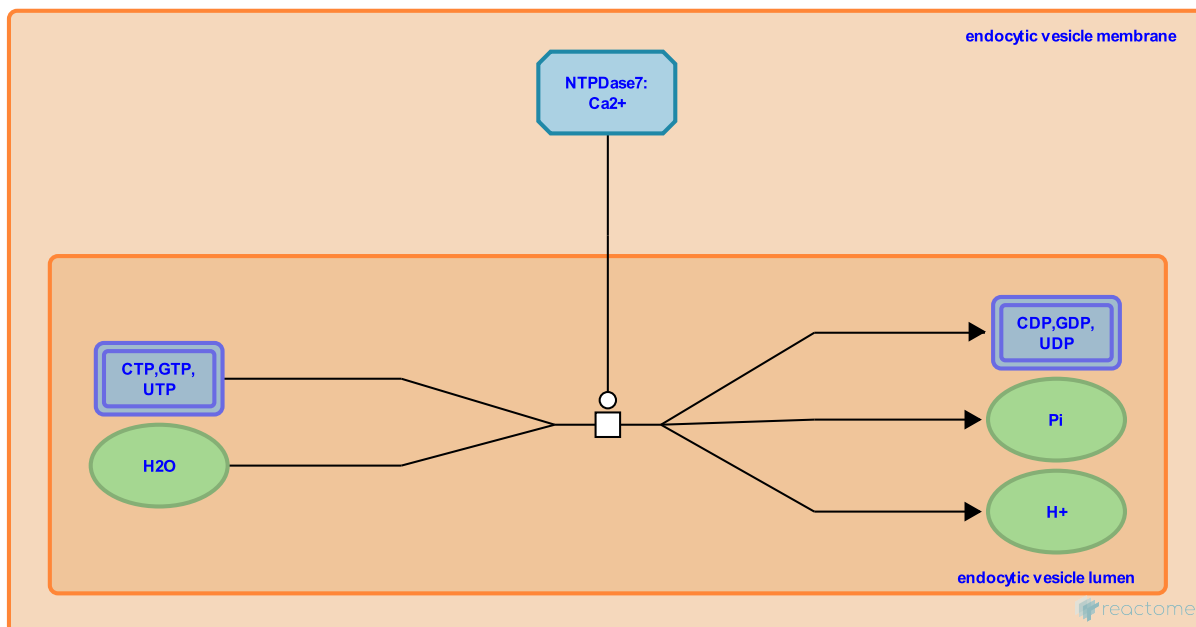 endocytic vesicle membrane
NTPDase7:
Ca2+
CTP,GTP,
UTP
H2O
CDP,GDP,
UDP
Pi
H+
endocytic vesicle lumen
reactome